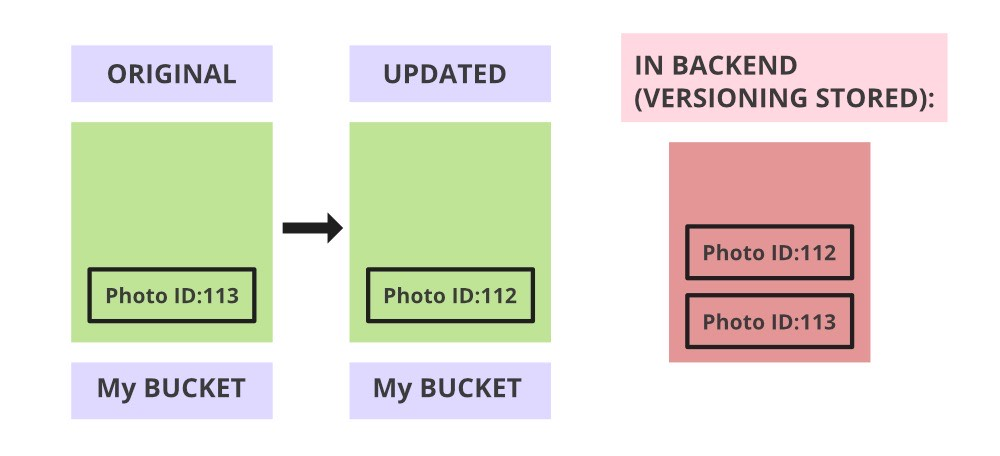 ORIGINAL
UPDATED
IN BACKEND
(VERSIONING STORED):
Photo ID:113
Photo ID:112
Photo ID:112
Photo ID:113
My BUCKET
My BUCKET